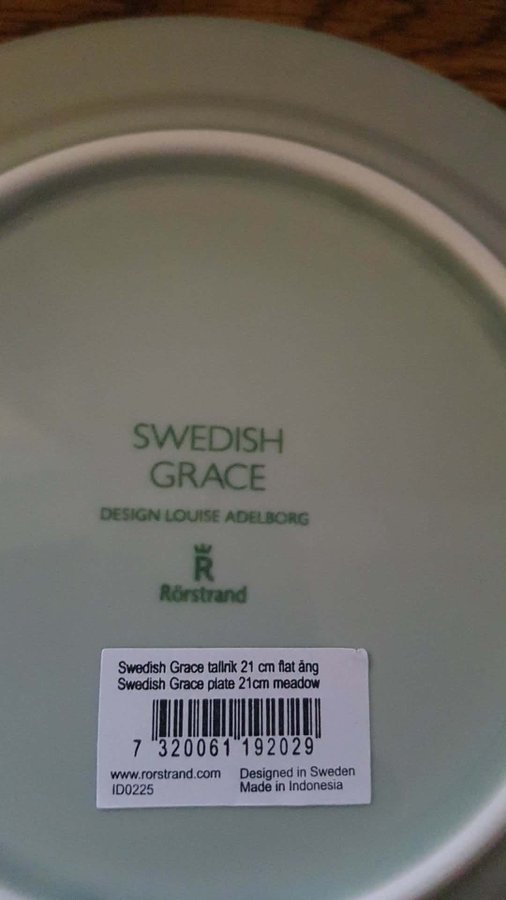 SWEDISH
GRACE
DESIGN LOUISE ADELBORG
R
Rörstrand
Swedish Grace tallrik 21 cm flat äng
Swedish Grace plate 21cm meadow
7 320061 192029
www.rorstrand.com Designed in Sweden
ID0225 Made in Indonesia